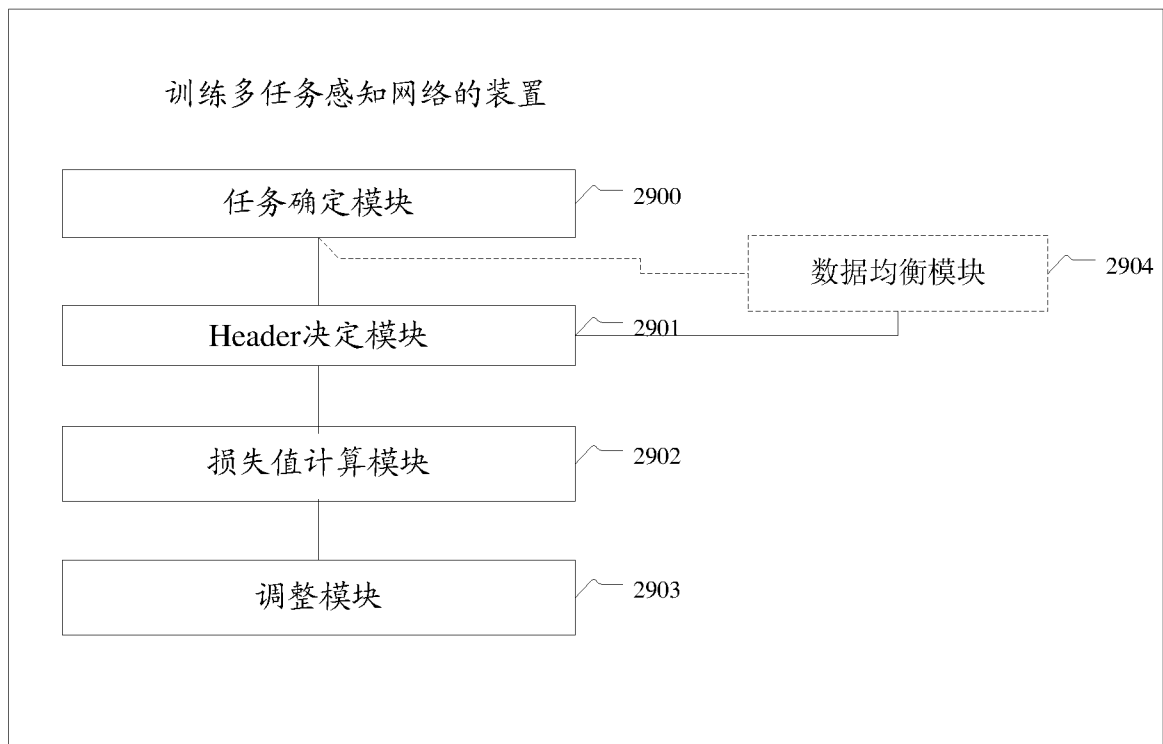 训练多任务感知网络的装置
任务确定模块
2900
数据均衡模块
2904
Header决定模块
2901
损失值计算模块
2902
调整模块
2903